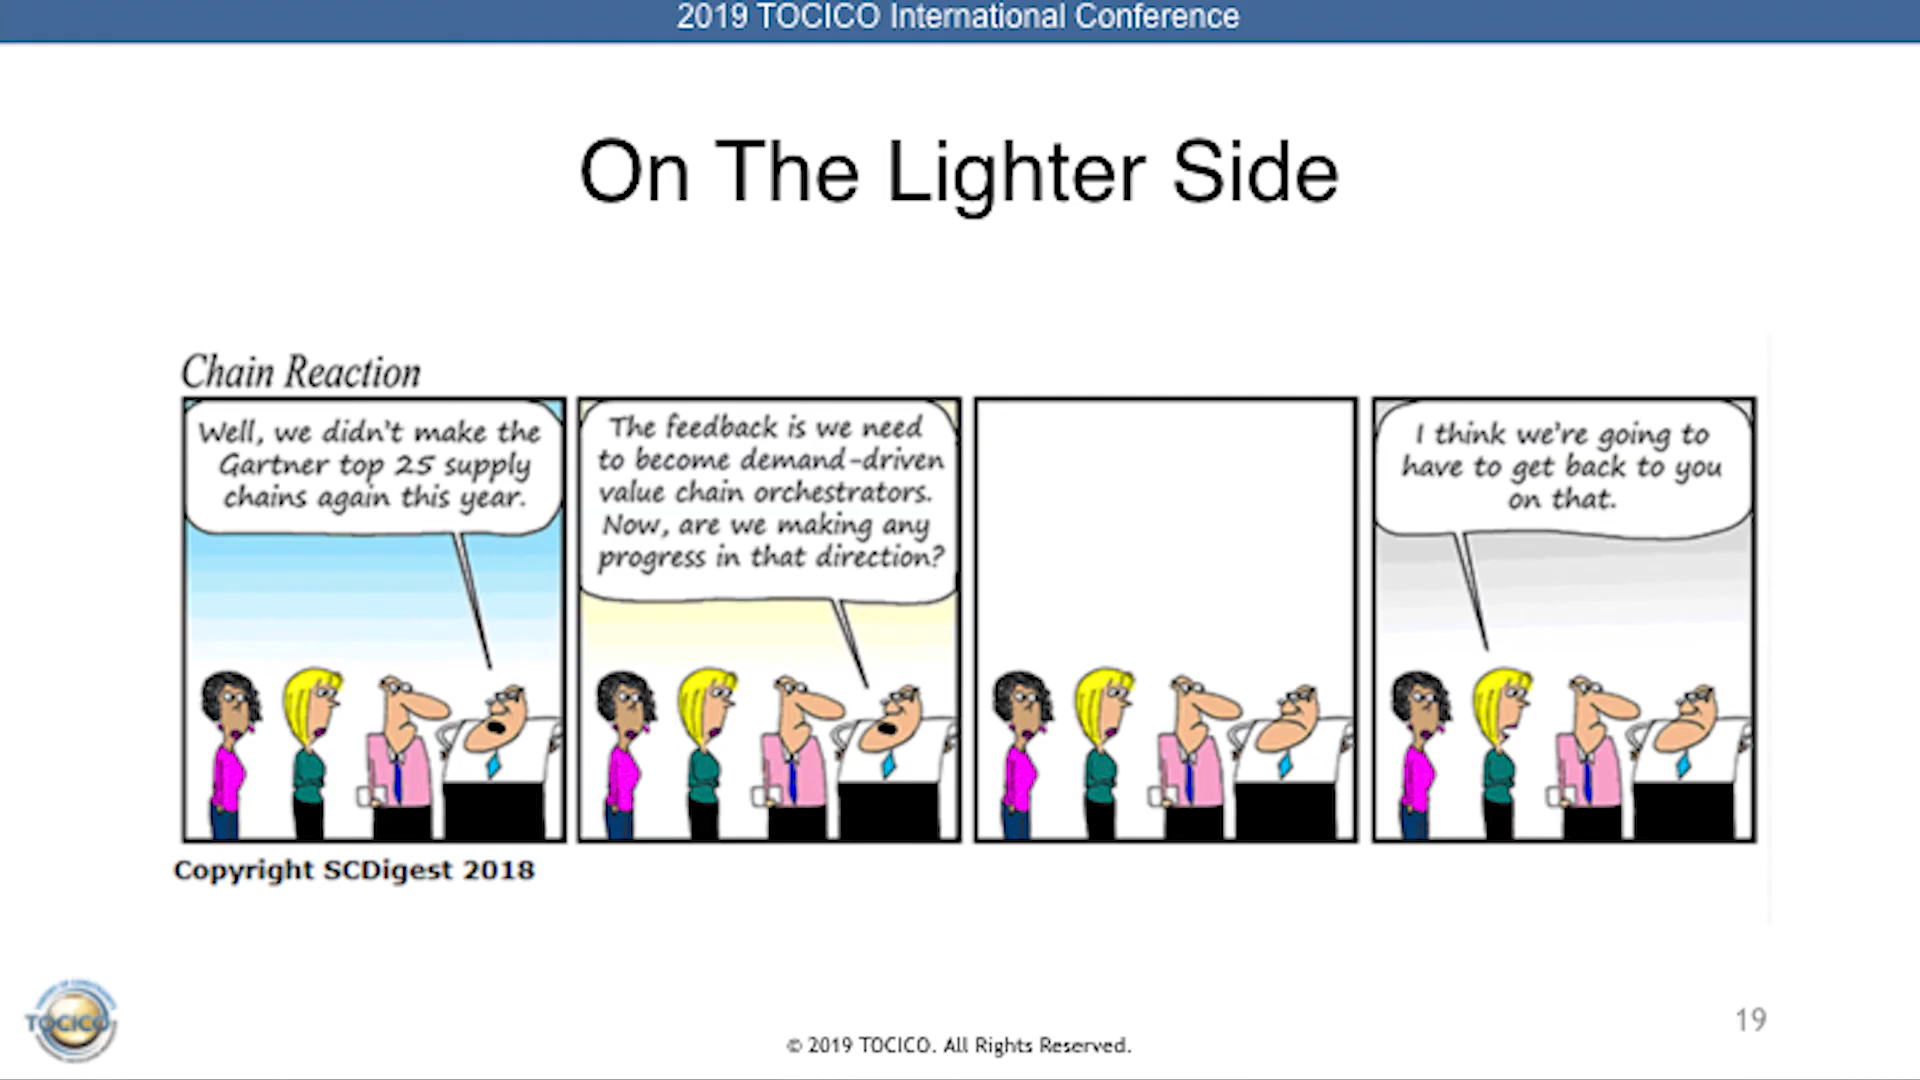 2019 TOCICO International Conference
On The Lighter Side
Chain Reaction
Well, we didn't make the
Gartner top 25 supply
chains again this year.
The feedback is we need
to become demand-driven
value chain orchestrators.
Now, are we making any
progress in that direction?
I think we're going to
have to get back to you
on that.
Copyright SCDigest 2018
TOCICO
© 2019 TOCICO. All Rights Reserved.
19